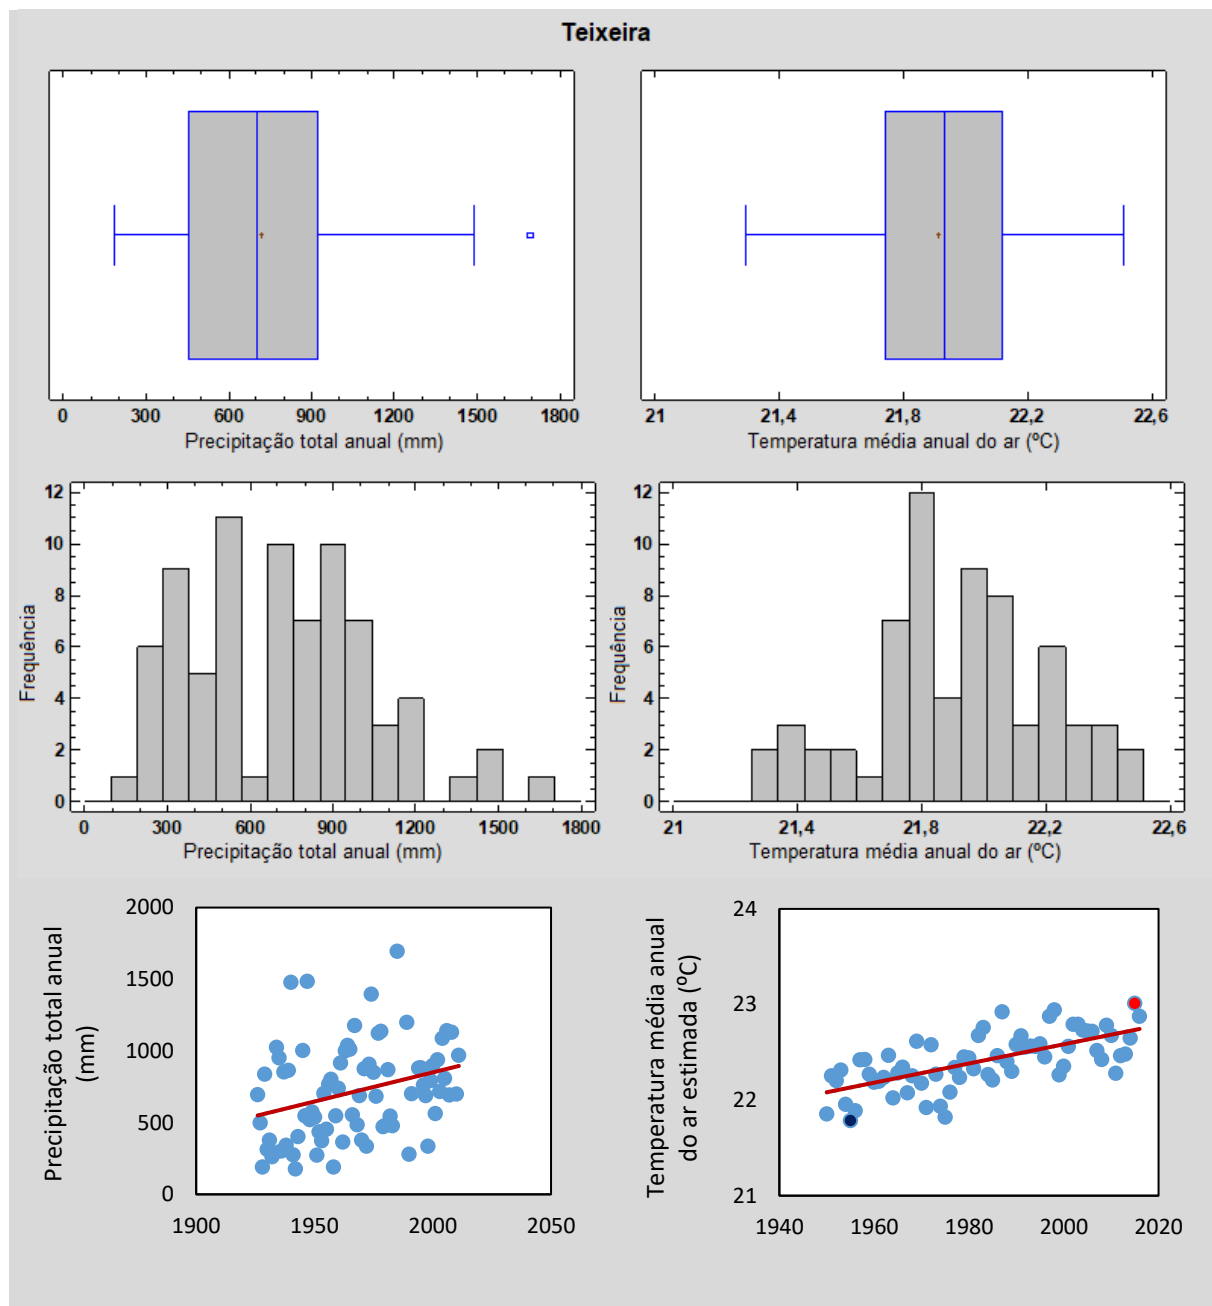 Teixeira
0 300 600 900 1200 1500 1800
Precipitação total anual (mm)
21 21,4 21,8 22,2 22,6
Temperatura média anual do ar (ºC)
12
10
8
6
4
2
0
Frequência
0 300 600 900 1200 1500 1800
Precipitação total anual (mm)
12
10
8
6
4
2
0
Frequência
21 21,4 21,8 22,2 22,6
Temperatura média anual do ar (ºC)
Precipitação total anual
(mm)
2000
1500
1000
500
0
1900 1950 2000 2050
Temperatura média anual
do ar estimada (ºC)
24
23
22
21
1940 1960 1980 2000 2020